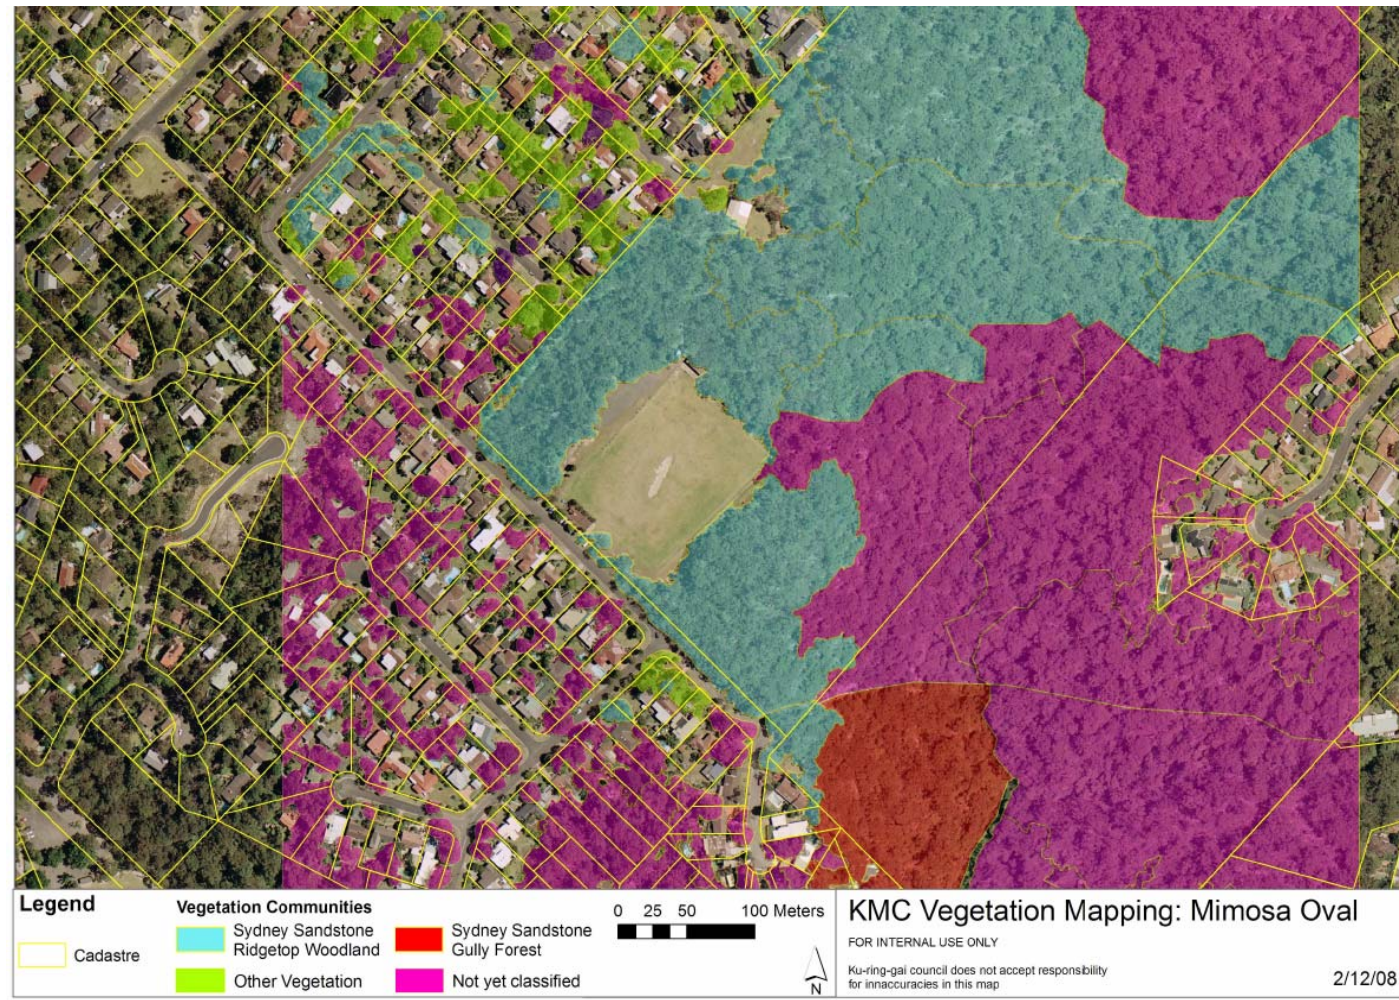 Legend
Cadastre
Vegetation Communities
Sydney Sandstone
Ridgetop Woodland
Other Vegetation
Sydney Sandstone
Gully Forest
Not yet classified
0 25 50 100 Meters
N
KMC Vegetation Mapping: Mimosa Oval
FOR INTERNAL USE ONLY
Ku-ring-gai council does not accept responsibility
for innaccuracies in this map
2/12/08